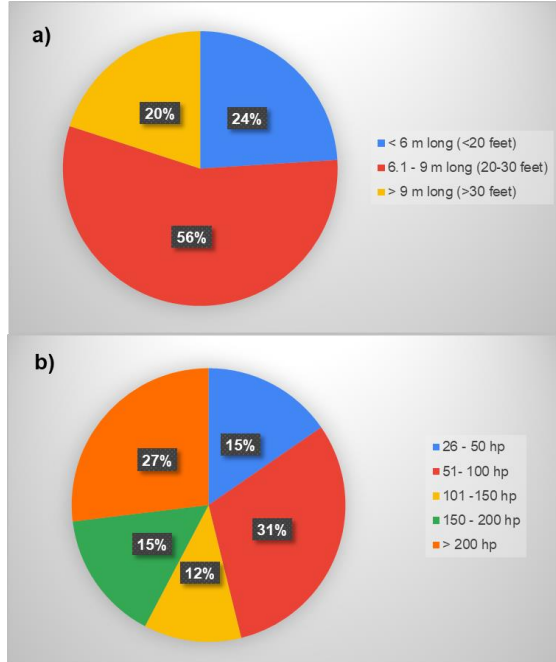 a)
20%
24%
56%
< 6 m long (<20 feet)
6.1 - 9 m long (20-30 feet)
> 9 m long (>30 feet)
b)
27%
15%
31%
15%
12%
26 - 50 hp
51- 100 hp
101 -150 hp
150 - 200 hp
> 200 hp